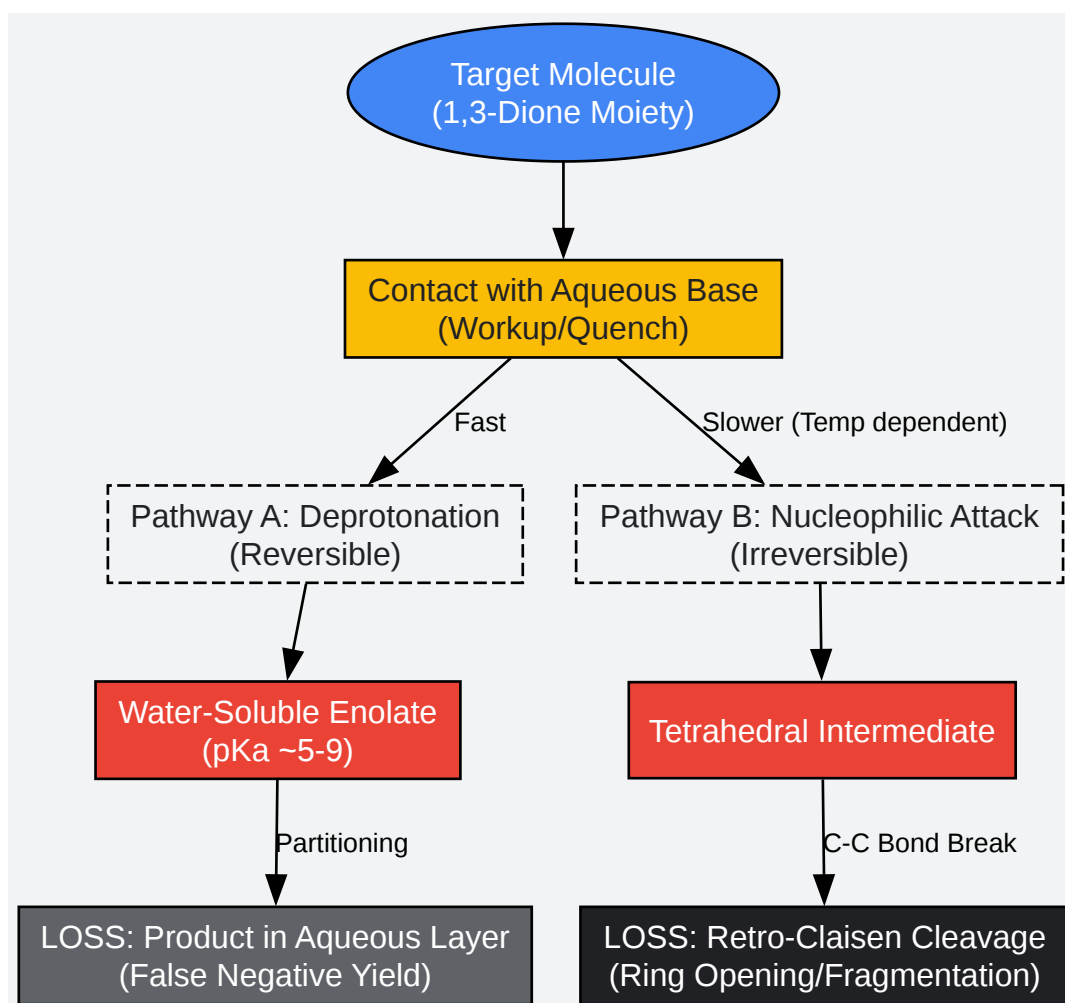 Target Molecule
(1,3-Dione Moiety)
Contact with Aqueous Base
(Workup/Quench)
Fast
Slower (Temp dependent)
Pathway A: Deprotonation
(Reversible)
Pathway B: Nucleophilic Attack
(Irreversible)
Water-Soluble Enolate
(pKa ~5-9)
Tetrahedral Intermediate
Partitioning
C-C Bond Break
LOSS: Product in Aqueous Layer
(False Negative Yield)
LOSS: Retro-Claisen Cleavage
(Ring Opening/Fragmentation)